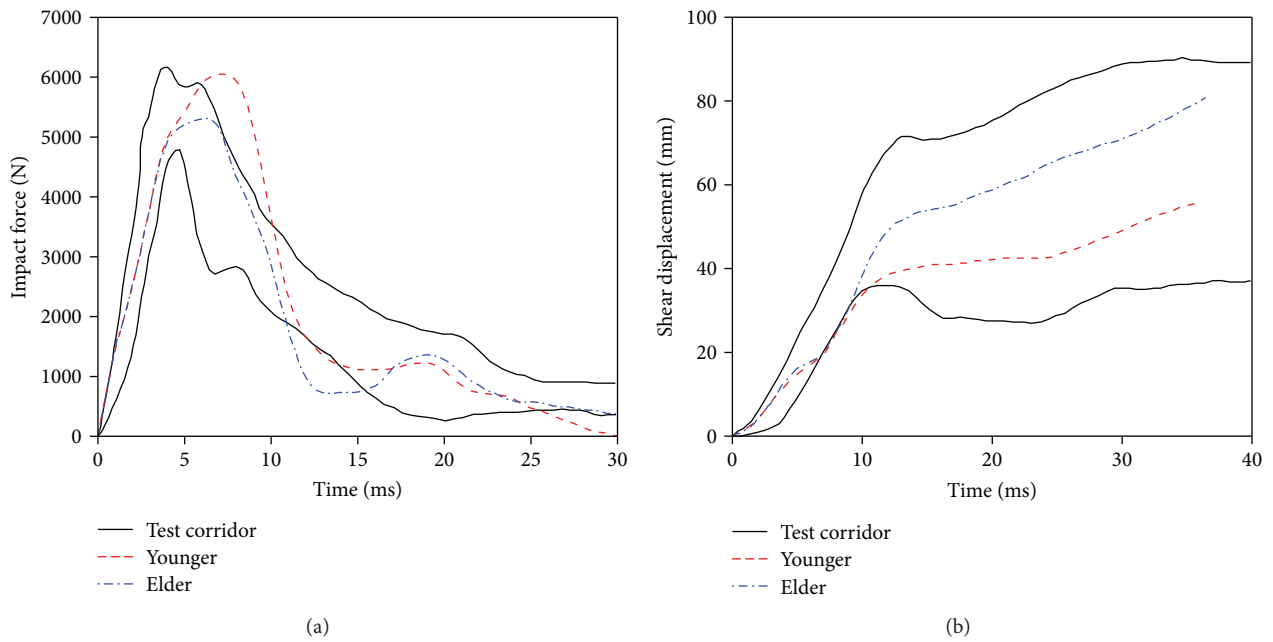 7000
6000
5000
4000
3000
2000
1000
0
Impact force (N)
0 5 10 15 20 25 30
Time (ms)
Test corridor
Younger
Elder
(a)
100
80
60
40
20
0
Shear displacement (mm)
0 10 20 30 40
Time (ms)
Test corridor
Younger
Elder
(b)